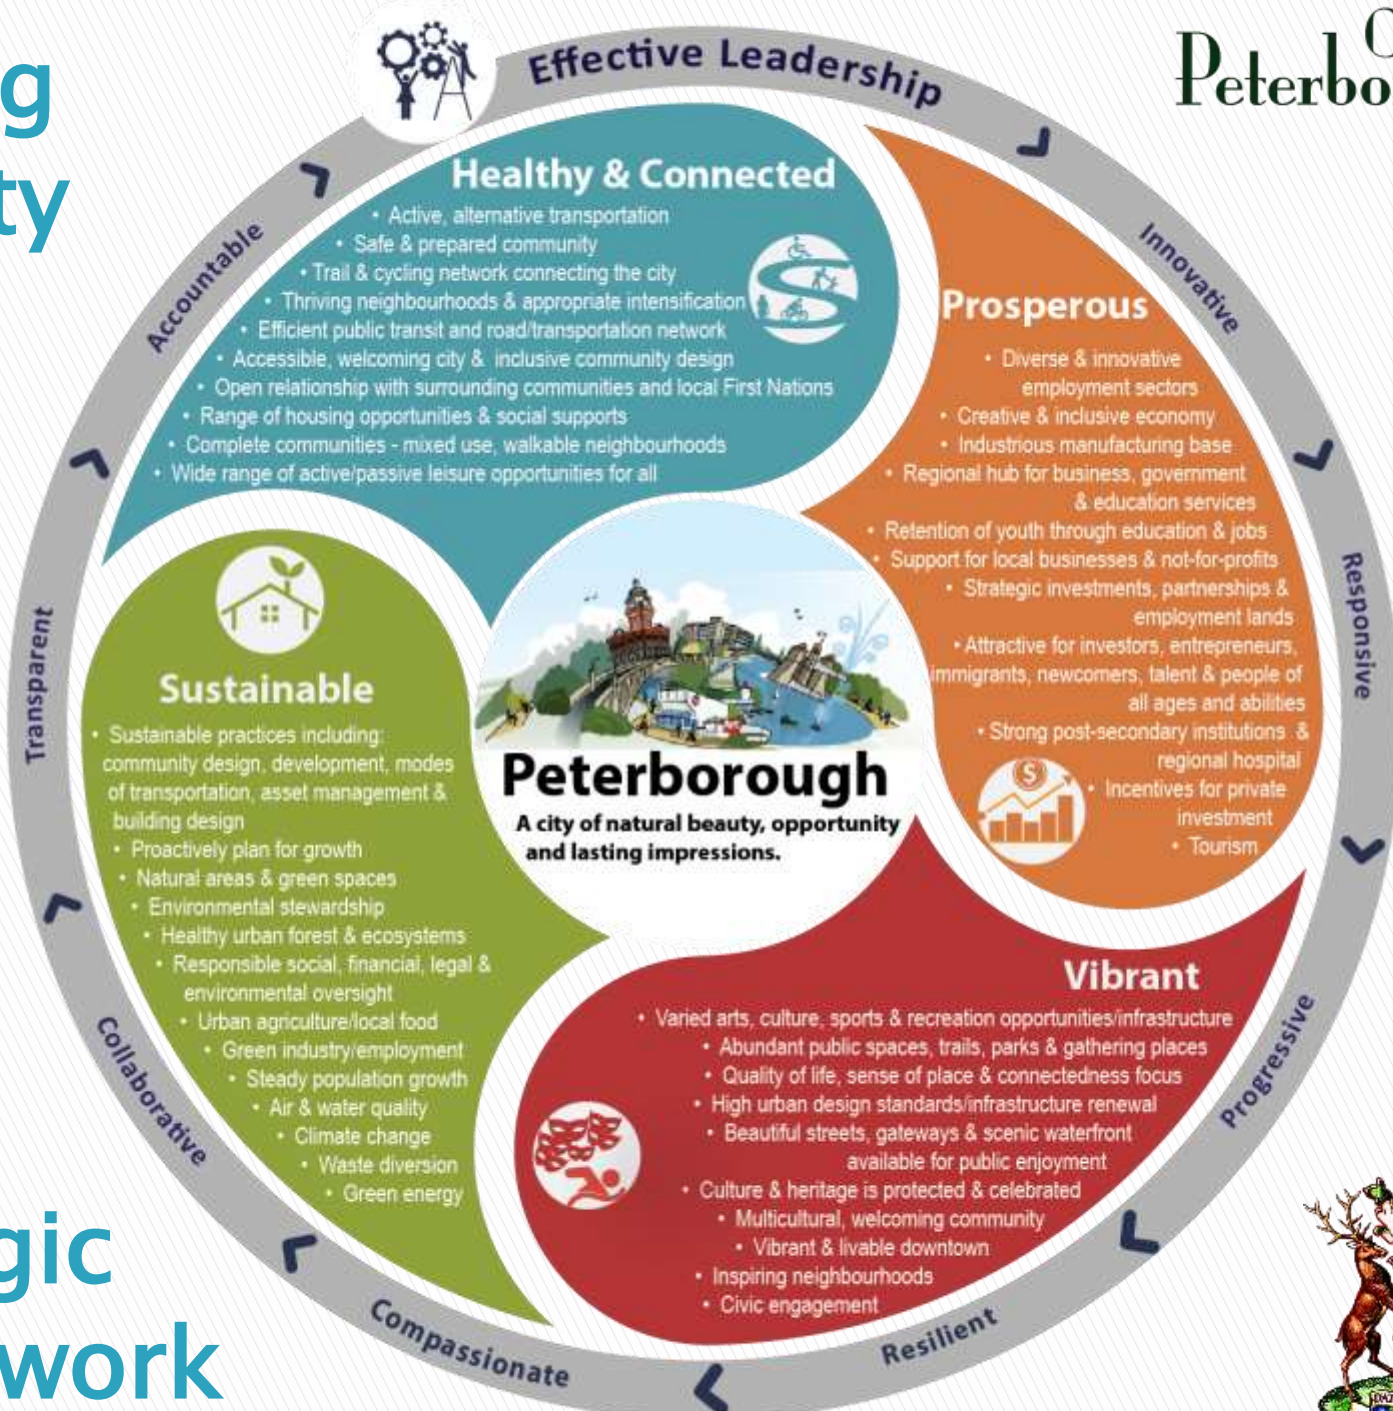 Effective Leadership
Innovative
Responsive
Progressive
Resilient
Compassionate
Collaborative
Transparent
Accountable
Healthy & Connected
• Active, alternative transportation
• Safe & prepared community
• Trail & cycling network connecting the city
• Thriving neighbourhoods & appropriate intensification
• Efficient public transit and road/transportation network
• Accessible, welcoming city & inclusive community design
• Open relationship with surrounding communities and local First Nations
• Range of housing opportunities & social supports
• Complete communities - mixed use, walkable neighbourhoods
• Wide range of active/passive leisure opportunities for all
Prosperous
• Diverse & innovative
employment sectors
• Creative & inclusive economy
• Industrious manufacturing base
• Regional hub for business, government
& education services
• Retention of youth through education & jobs
• Support for local businesses & not-for-profits
• Strategic investments, partnerships &
employment lands
• Attractive for investors, entrepreneurs,
immigrants, newcomers, talent & people of
all ages and abilities
• Strong post-secondary institutions &
regional hospital
• Incentives for private
investment
• Tourism
$
Sustainable
• Sustainable practices including:
community design, development, modes
of transportation, asset management &
building design
• Proactively plan for growth
• Natural areas & green spaces
• Environmental stewardship
• Healthy urban forest & ecosystems
• Responsible social, financial, legal &
environmental oversight
• Urban agriculture/local food
• Green industry/employment
• Steady population growth
• Air & water quality
• Climate change
• Waste diversion
• Green energy
Peterborough
A city of natural beauty, opportunity
and lasting impressions.
Vibrant
• Varied arts, culture, sports & recreation opportunities/infrastructure
• Abundant public spaces, trails, parks & gathering places
• Quality of life, sense of place & connectedness focus
• High urban design standards/infrastructure renewal
• Beautiful streets, gateways & scenic waterfront
available for public enjoyment
• Culture & heritage is protected & celebrated
• Multicultural, welcoming community
• Vibrant & livable downtown
• Inspiring neighbourhoods
• Civic engagement
g
ty
gic
work
Peterbo